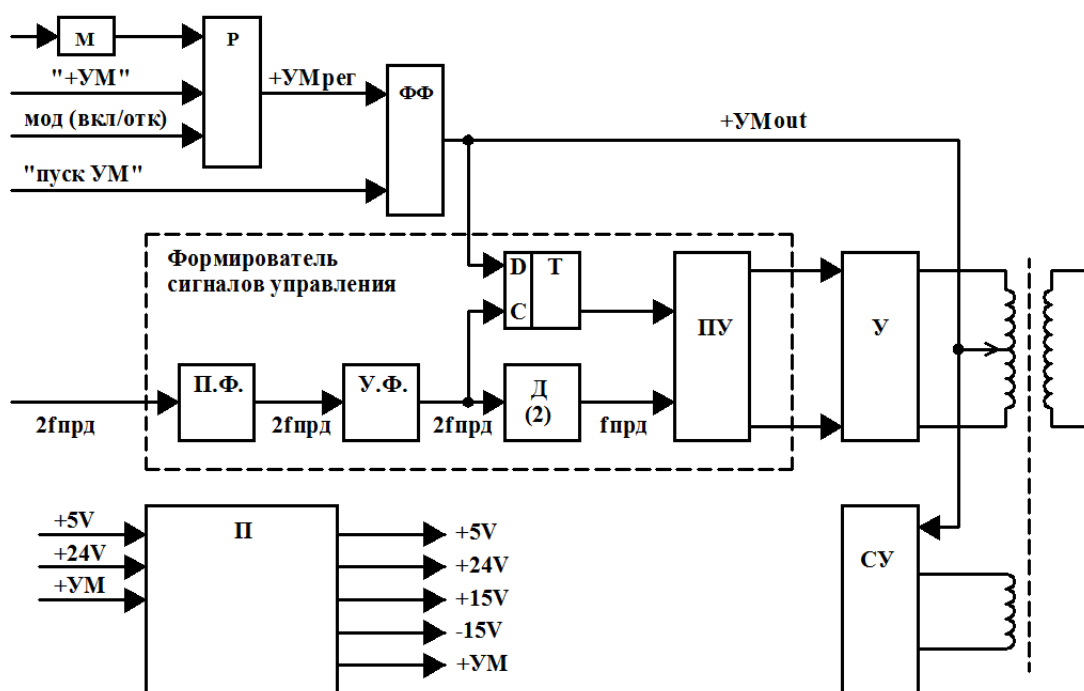 М
Р
"+УМ"
+УМрег
мод (вкл/отк)
"пуск УМ"
ФФ
+УМout
Формирователь
сигналов управления
D T
C
ПУ
У
П.Ф.
У.Ф.
Д
(2)
2fпрд
2fпрд
2fпрд
fпрд
+5V
+24V
+УМ
П
+5V
+24V
+15V
-15V
+УМ
СУ